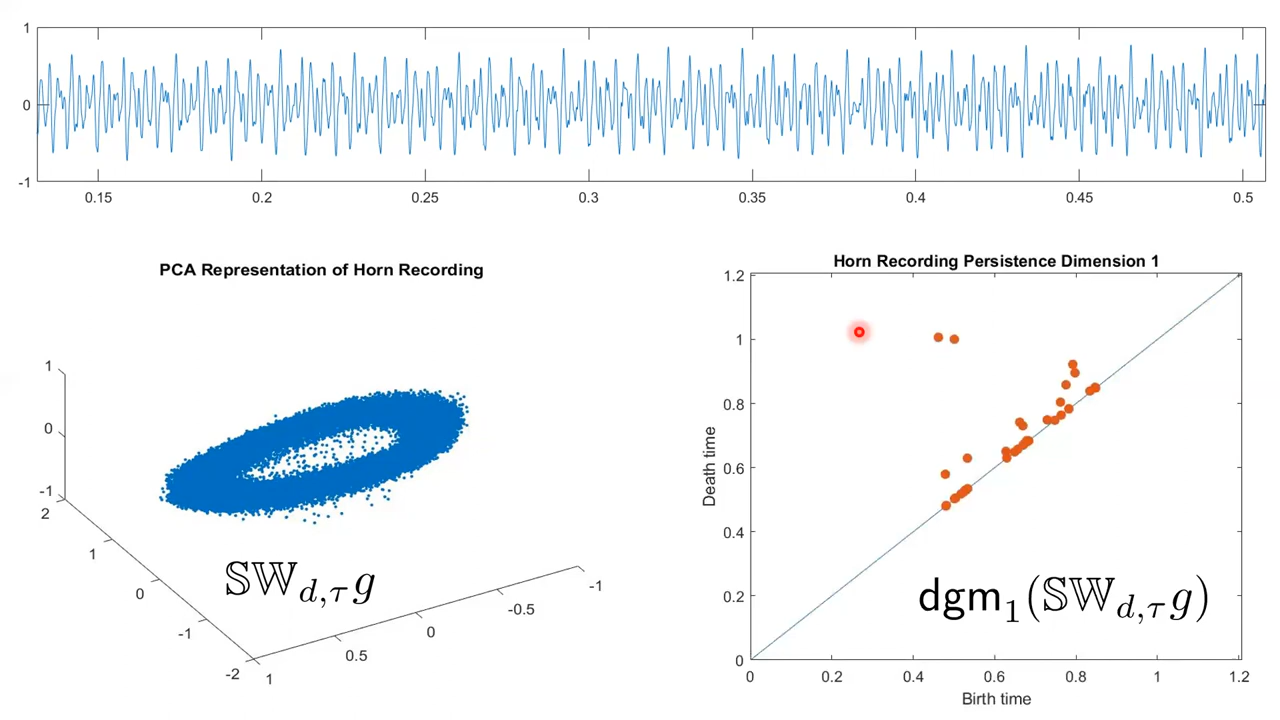 1
0
-1
0.15 0.2 0.25 0.3 0.35 0.4 0.45 0.5
PCA Representation of Horn Recording
1
0
-1
2
1
0
-1
-2
1
0.5
0
-0.5
-1
𝕊𝕎d,τ g
Horn Recording Persistence Dimension 1
1.2
1
0.8
0.6
0.4
0.2
0
Death time
dgm1(𝕊𝕎d,τ g)
0 0.2 0.4 0.6 0.8 1 1.2
Birth time